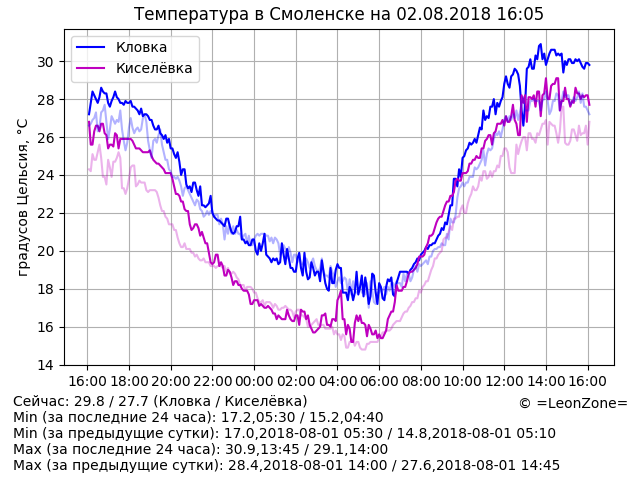 Температура в Смоленске на 02.08.2018 16:05
Кловка
Киселёвка
градусов Цельсия, °C
30
28
26
24
22
20
18
16
14
16:00 18:00 20:00 22:00 00:00 02:00 04:00 06:00 08:00 10:00 12:00 14:00 16:00
Сейчас: 29.8 / 27.7 (Кловка / Киселёвка)
© =LeonZone=
Min (за последние 24 часа): 17.2,05:30 / 15.2,04:40
Min (за предыдущие сутки): 17.0,2018-08-01 05:30 / 14.8,2018-08-01 05:10
Max (за последние 24 часа): 30.9,13:45 / 29.1,14:00
Max (за предыдущие сутки): 28.4,2018-08-01 14:00 / 27.6,2018-08-01 14:45